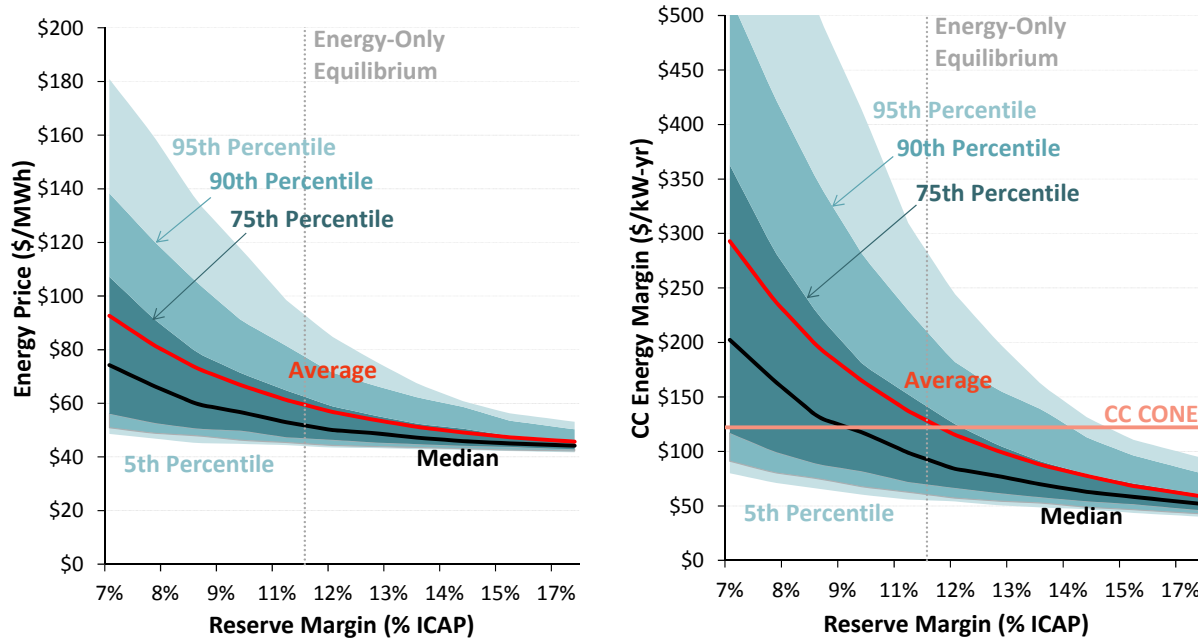 $200
$180
$160
$140
$120
$100
$80
$60
$40
$20
$0
Energy Price ($/MWh)
Energy-Only
Equilibrium
95th Percentile
90th Percentile
75th Percentile
Average
5th Percentile
Median
7% 8% 9% 11% 12% 13% 14% 15% 17%
Reserve Margin (% ICAP)
$500
$450
$400
$350
$300
$250
$200
$150
$100
$50
$0
CC Energy Margin ($/kW-yr)
Energy-Only
Equilibrium
95th Percentile
90th Percentile
75th Percentile
Average
CC CONE
5th Percentile
Median
7% 8% 9% 11% 12% 13% 14% 15% 17%
Reserve Margin (% ICAP)